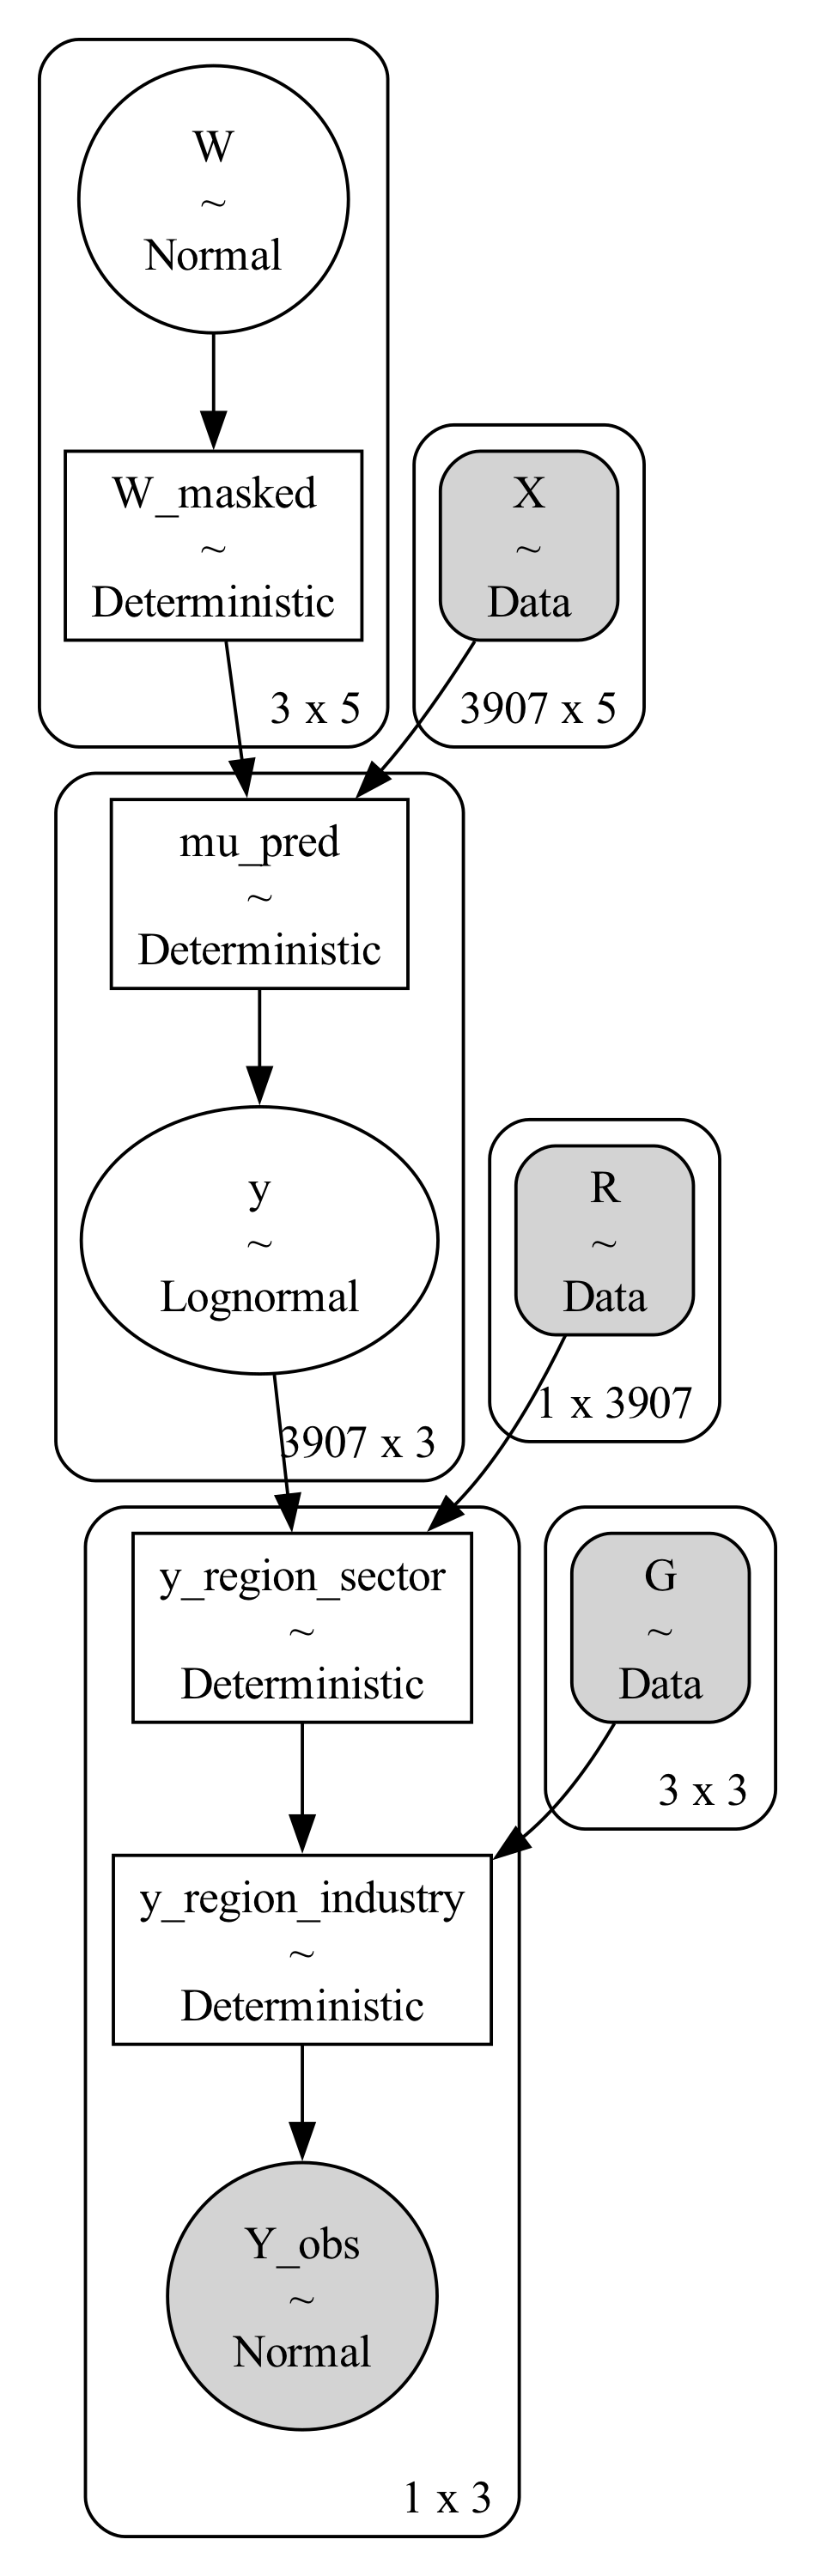 W
~
Normal
W_masked
~
Deterministic
3 x 5
X
~
Data
3907 x 5
mu_pred
~
Deterministic
y
~
Lognormal
3907 x 3
R
~
Data
1 x 3907
y_region_sector
~
Deterministic
G
~
Data
3 x 3
y_region_industry
~
Deterministic
Y_obs
~
Normal
1 x 3